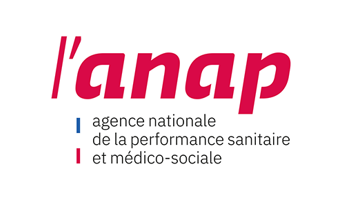 l'anap
agence nationale
de la performance sanitaire
et médico-sociale